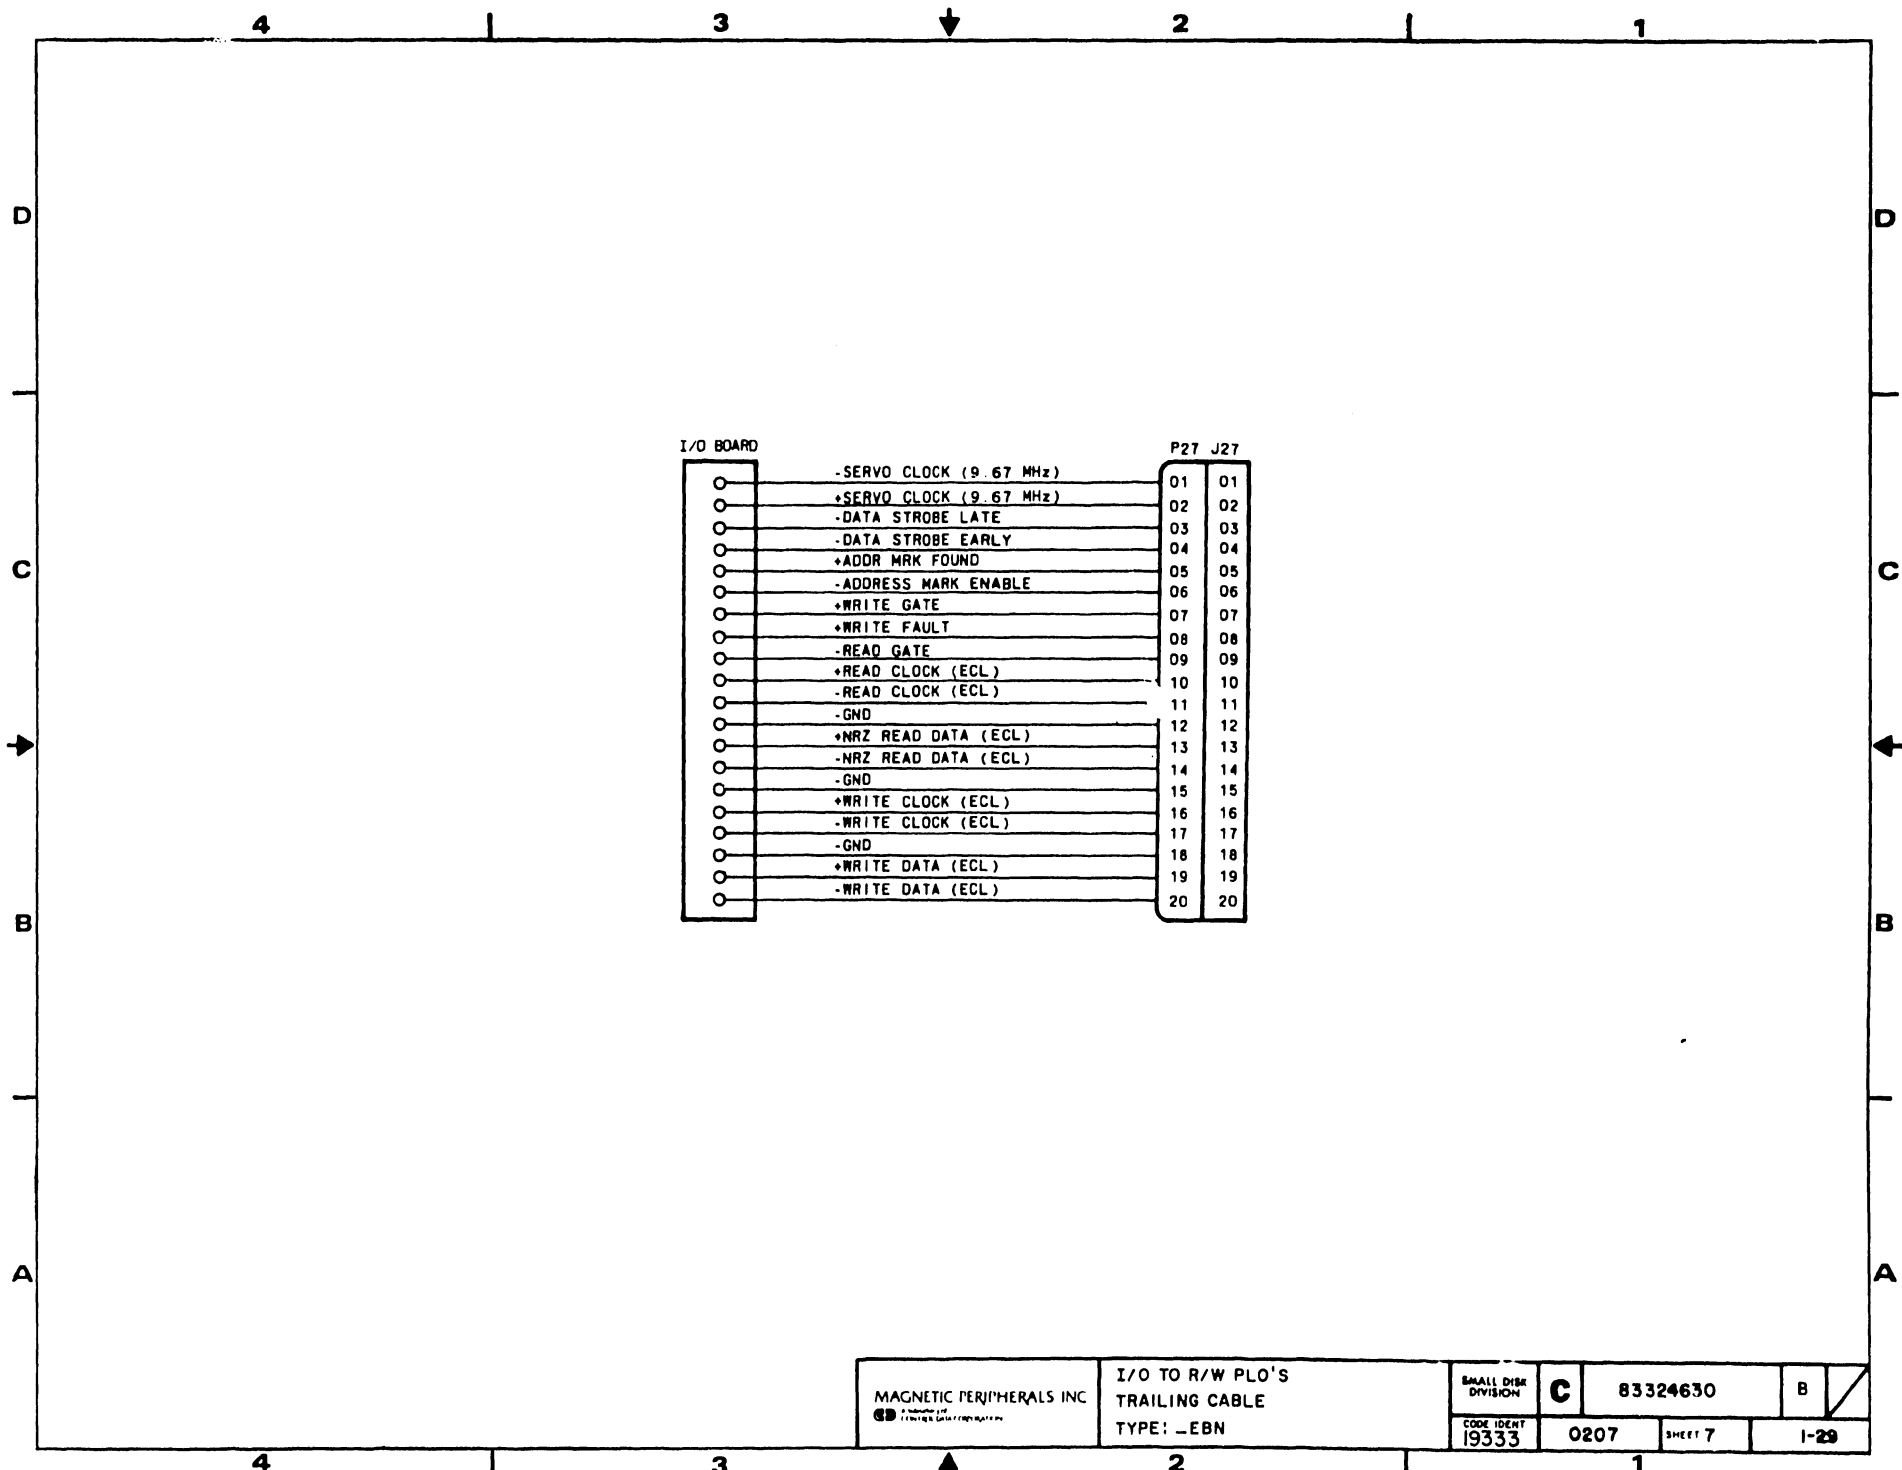 4 3 2 1
D D
I/O BOARD P27 J27
-SERVO CLOCK (9.67 MHz) 01 01
+SERVO CLOCK (9.67 MHz) 02 02
-DATA STROBE LATE 03 03
-DATA STROBE EARLY 04 04
+ADDR MRK FOUND 05 05
C C
-ADDRESS MARK ENABLE 06 06
+WRITE GATE 07 07
+WRITE FAULT 08 08
-READ GATE 09 09
+READ CLOCK (ECL) 10 10
-READ CLOCK (ECL) 11 11
-GND 12 12
+NRZ READ DATA (ECL) 13 13
-NRZ READ DATA (ECL) 14 14
-GND 15 15
+WRITE CLOCK (ECL) 16 16
-WRITE CLOCK (ECL) 17 17
-GND 18 18
+WRITE DATA (ECL) 19 19
-WRITE DATA (ECL) 20 20
B B
A A
MAGNETIC PERIPHERALS INC
I/O TO R/W PLO'S
TRAILING CABLE
TYPE: _EBN
SMALL DISK
DIVISION
C 83324630 B
CODE IDENT
19333
0207 SHEET 7 1-29
4 3 2 1